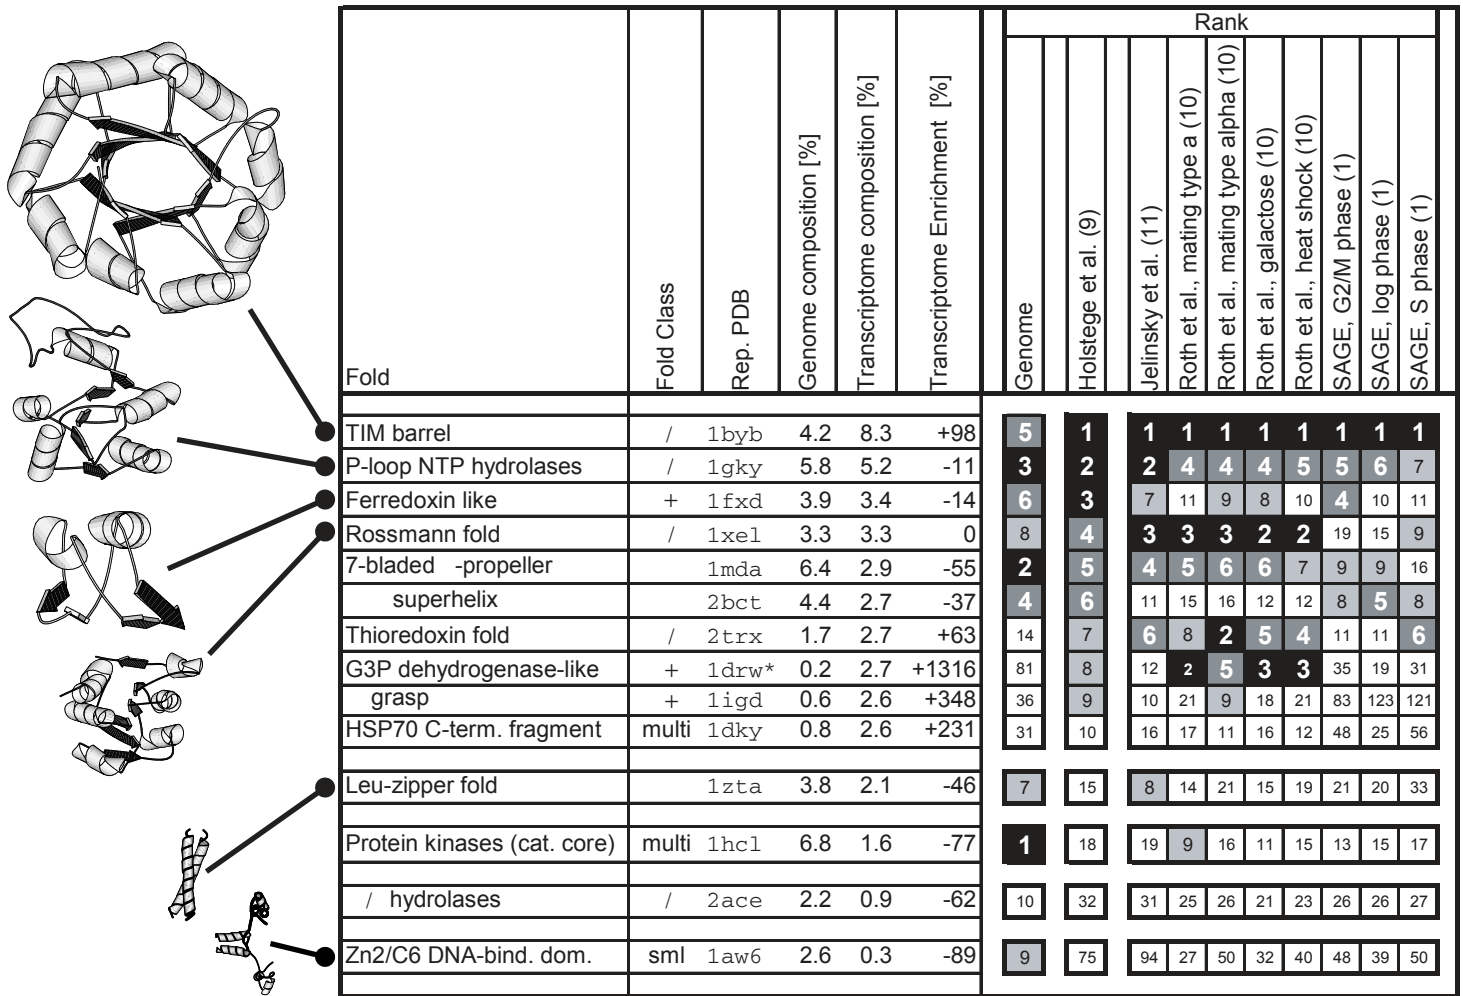 Rank
Fold Fold Class Rep. PDB Genome composition [%] Transcriptome composition [%] Transcriptome Enrichment [%] Genome Holstege et al. (9) Jelinsky et al. (11) Roth et al., mating type a (10) Roth et al., mating type alpha (10) Roth et al., galactose (10) Roth et al., heat shock (10) SAGE, G2/M phase (1) SAGE, log phase (1) SAGE, S phase (1)
TIM barrel / 1byb 4.2 8.3 +98 5 1 1 1 1 1 1 1 1 1
P-loop NTP hydrolases / 1gky 5.8 5.2 -11 3 2 2 4 4 4 5 5 6 7
Ferredoxin like + 1fxd 3.9 3.4 -14 6 3 7 11 9 8 10 4 10 11
Rossmann fold / 1xel 3.3 3.3 0 8 4 3 3 3 2 2 19 15 9
7-bladed -propeller 1mda 6.4 2.9 -55 2 5 4 5 6 6 7 9 9 16
superhelix 2bct 4.4 2.7 -37 4 6 11 15 16 12 12 8 5 8
Thioredoxin fold / 2trx 1.7 2.7 +63 14 7 6 8 2 5 4 11 11 6
G3P dehydrogenase-like + 1drw* 0.2 2.7 +1316 81 8 12 2 5 3 3 35 19 31
grasp + 1igd 0.6 2.6 +348 36 9 10 21 9 18 21 83 123 121
HSP70 C-term. fragment multi 1dky 0.8 2.6 +231 31 10 16 17 11 16 12 48 25 56
Leu-zipper fold 1zta 3.8 2.1 -46 7 15 8 14 21 15 19 21 20 33
Protein kinases (cat. core) multi 1hcl 6.8 1.6 -77 1 18 19 9 16 11 15 13 15 17
/ hydrolases / 2ace 2.2 0.9 -62 10 32 31 25 26 21 23 26 26 27
Zn2/C6 DNA-bind. dom. sml 1aw6 2.6 0.3 -89 9 75 94 27 50 32 40 48 39 50